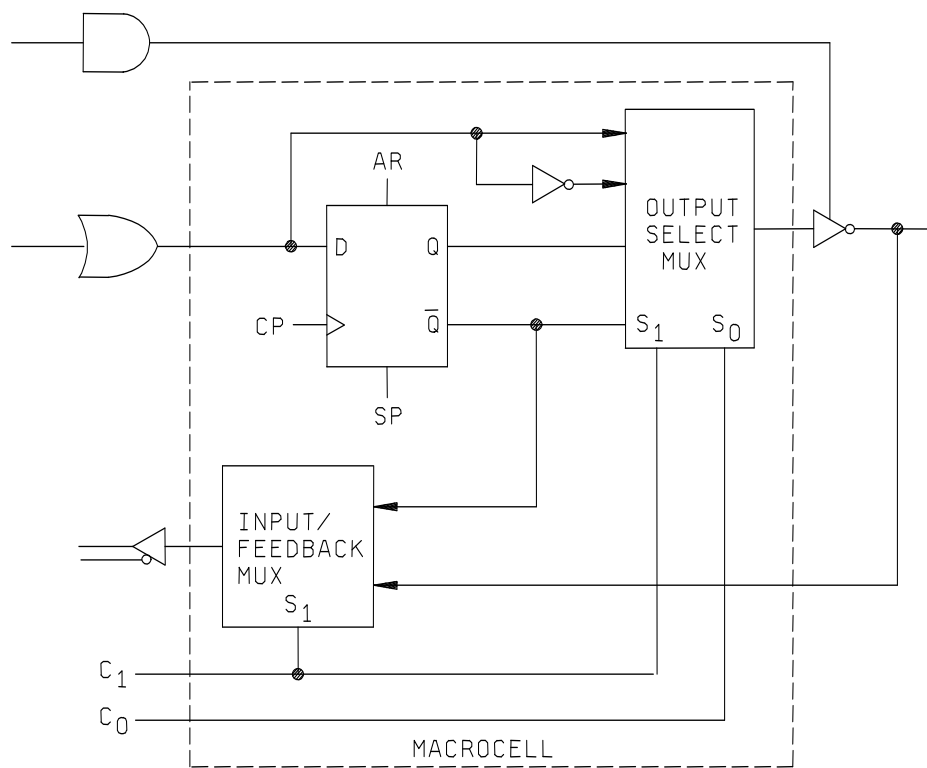 AR
OUTPUT
SELECT
MUX
D
Q
CP
Q̅
S1
S0
SP
INPUT/
FEEDBACK
MUX
S1
C1
C0
MACROCELL